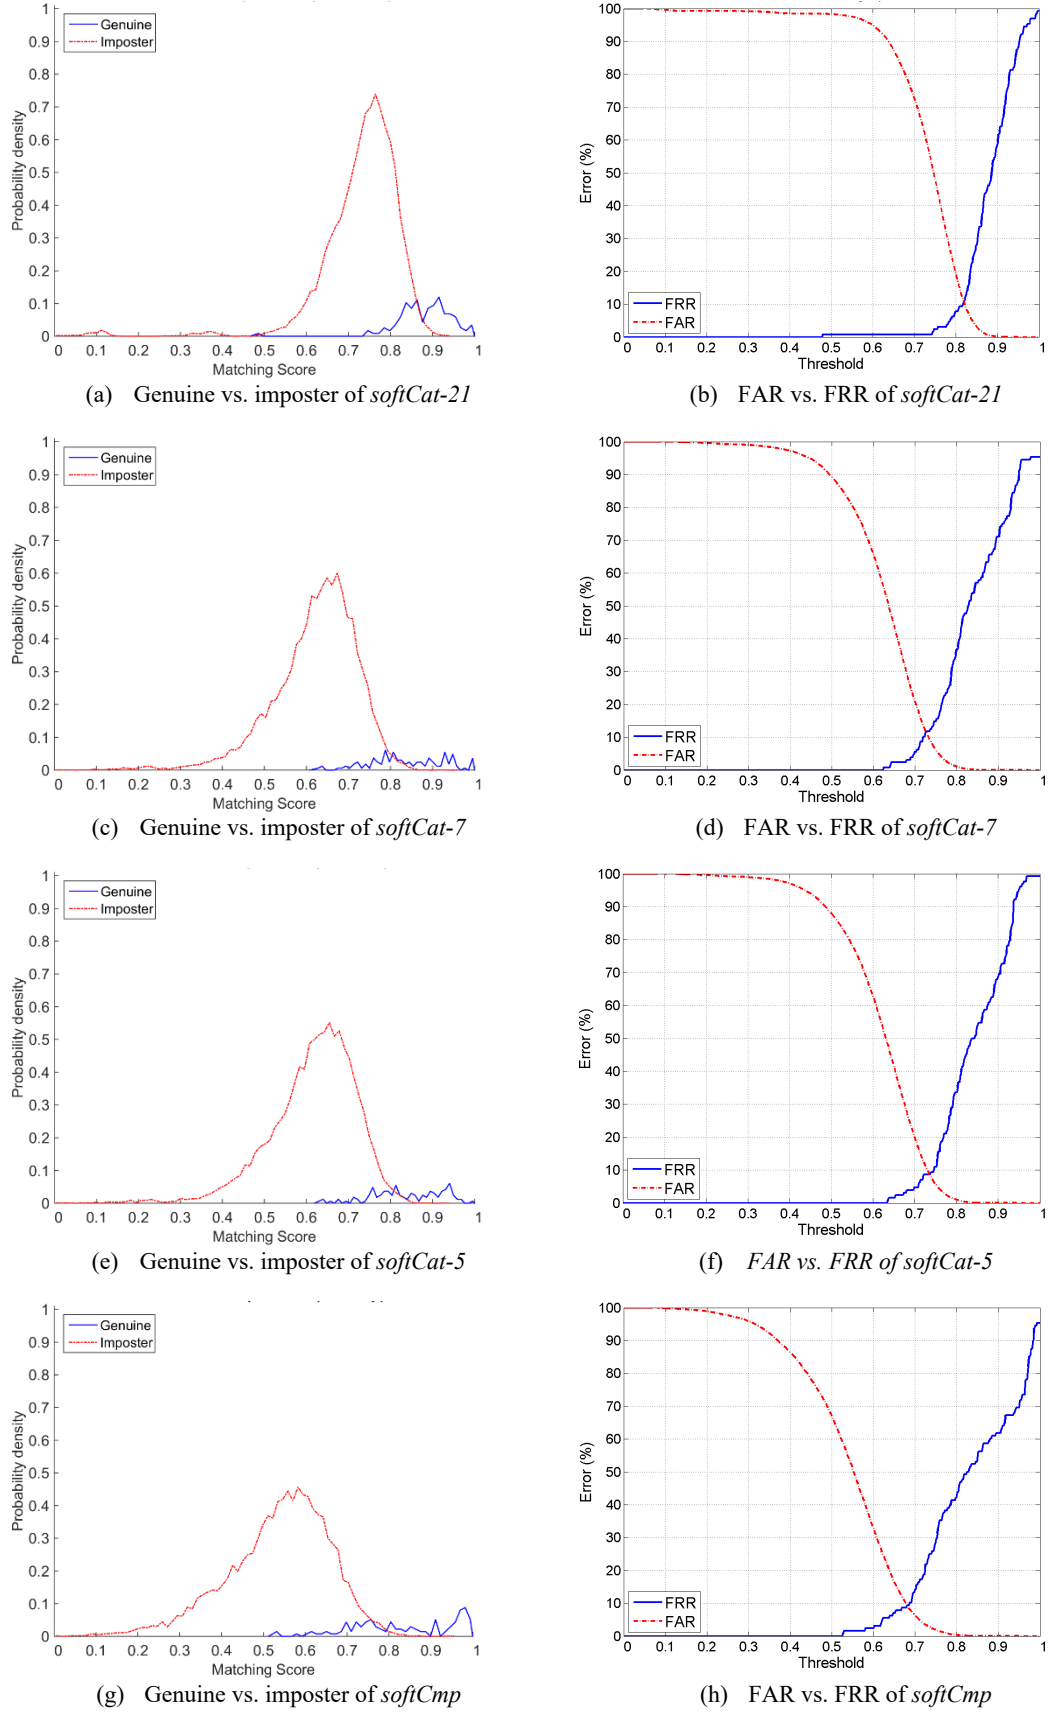 1
0.9
0.8
0.7
0.6
0.5
0.4
0.3
0.2
0.1
0
Probability density
Genuine
Imposter
0 0.1 0.2 0.3 0.4 0.5 0.6 0.7 0.8 0.9 1
Matching Score
100
90
80
70
60
50
40
30
20
10
0
Error (%)
FRR
FAR
0 0.1 0.2 0.3 0.4 0.5 0.6 0.7 0.8 0.9 1
Threshold
(a) Genuine vs. imposter of softCat-21
(b) FAR vs. FRR of softCat-21
1
0.9
0.8
0.7
0.6
0.5
0.4
0.3
0.2
0.1
0
Probability density
Genuine
Imposter
0 0.1 0.2 0.3 0.4 0.5 0.6 0.7 0.8 0.9 1
Matching Score
100
90
80
70
60
50
40
30
20
10
0
Error (%)
FRR
FAR
0 0.1 0.2 0.3 0.4 0.5 0.6 0.7 0.8 0.9 1
Threshold
(c) Genuine vs. imposter of softCat-7
(d) FAR vs. FRR of softCat-7
1
0.9
0.8
0.7
0.6
0.5
0.4
0.3
0.2
0.1
0
Probability density
Genuine
Imposter
0 0.1 0.2 0.3 0.4 0.5 0.6 0.7 0.8 0.9 1
Matching Score
100
90
80
70
60
50
40
30
20
10
0
Error (%)
FRR
FAR
0 0.1 0.2 0.3 0.4 0.5 0.6 0.7 0.8 0.9 1
Threshold
(e) Genuine vs. imposter of softCat-5
(f) FAR vs. FRR of softCat-5
1
0.9
0.8
0.7
0.6
0.5
0.4
0.3
0.2
0.1
0
Probability density
Genuine
Imposter
0 0.1 0.2 0.3 0.4 0.5 0.6 0.7 0.8 0.9 1
Matching Score
100
90
80
70
60
50
40
30
20
10
0
Error (%)
FRR
FAR
0 0.1 0.2 0.3 0.4 0.5 0.6 0.7 0.8 0.9 1
Threshold
(g) Genuine vs. imposter of softCmp
(h) FAR vs. FRR of softCmp